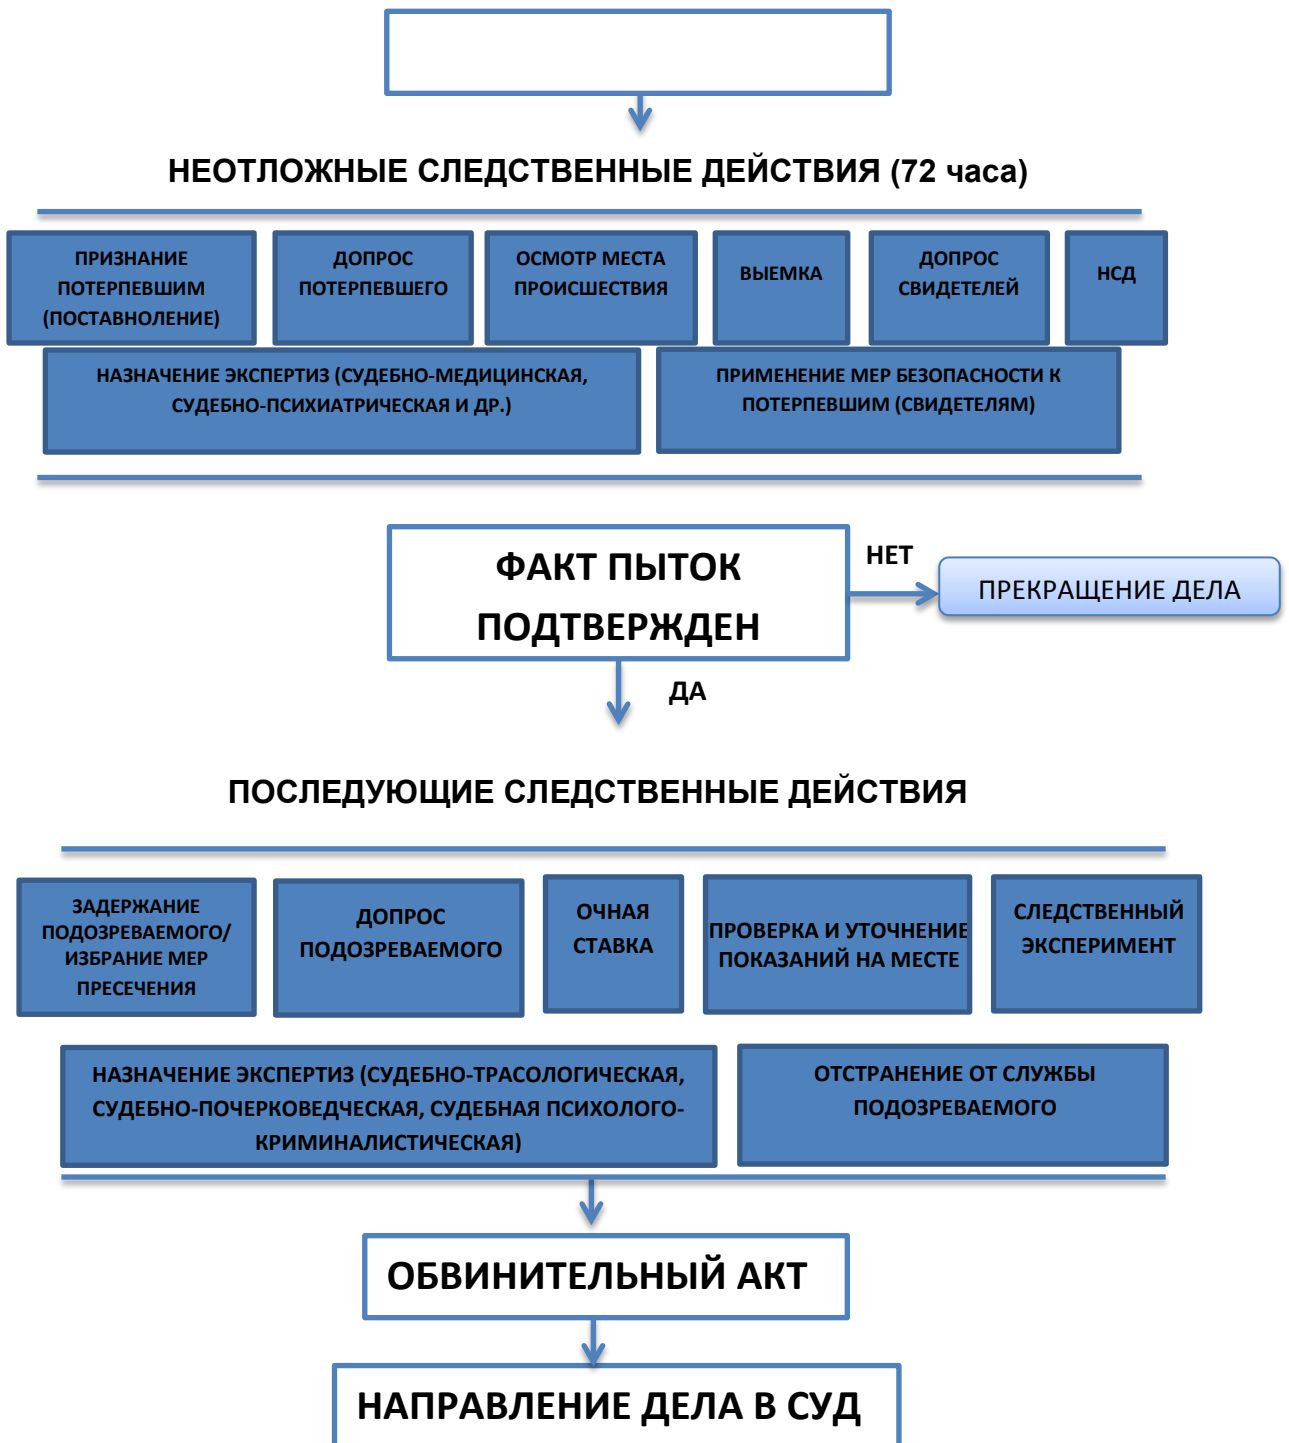 НЕОТЛОЖНЫЕ СЛЕДСТВЕННЫЕ ДЕЙСТВИЯ (72 часа)
ПРИЗНАНИЕ
ПОТЕРПЕВШИМ
(ПОСТАВНОЛЕНИЕ)
ДОПРОС
ПОТЕРПЕВШЕГО
ОСМОТР МЕСТА
ПРОИСШЕСТВИЯ
ВЫЕМКА
ДОПРОС
СВИДЕТЕЛЕЙ
НСД
НАЗНАЧЕНИЕ ЭКСПЕРТИЗ (СУДЕБНО-МЕДИЦИНСКАЯ,
СУДЕБНО-ПСИХИАТРИЧЕСКАЯ И ДР.)
ПРИМЕНЕНИЕ МЕР БЕЗОПАСНОСТИ К
ПОТЕРПЕВШИМ (СВИДЕТЕЛЯМ)
ФАКТ ПЫТОК
ПОДТВЕРЖДЕН
НЕТ
ПРЕКРАЩЕНИЕ ДЕЛА
ДА
ПОСЛЕДУЮЩИЕ СЛЕДСТВЕННЫЕ ДЕЙСТВИЯ
ЗАДЕРЖАНИЕ
ПОДОЗРЕВАЕМОГО/
ИЗБРАНИЕ МЕР
ПРЕСЕЧЕНИЯ
ДОПРОС
ПОДОЗРЕВАЕМОГО
ОЧНАЯ
СТАВКА
ПРОВЕРКА И УТОЧНЕНИЕ
ПОКАЗАНИЙ НА МЕСТЕ
СЛЕДСТВЕННЫЙ
ЭКСПЕРИМЕНТ
НАЗНАЧЕНИЕ ЭКСПЕРТИЗ (СУДЕБНО-ТРАСОЛОГИЧЕСКАЯ,
СУДЕБНО-ПОЧЕРКОВЕДЧЕСКАЯ, СУДЕБНАЯ ПСИХОЛОГО-
КРИМИНАЛИСТИЧЕСКАЯ)
ОТСТРАНЕНИЕ ОТ СЛУЖБЫ
ПОДОЗРЕВАЕМОГО
ОБВИНИТЕЛЬНЫЙ АКТ
НАПРАВЛЕНИЕ ДЕЛА В СУД